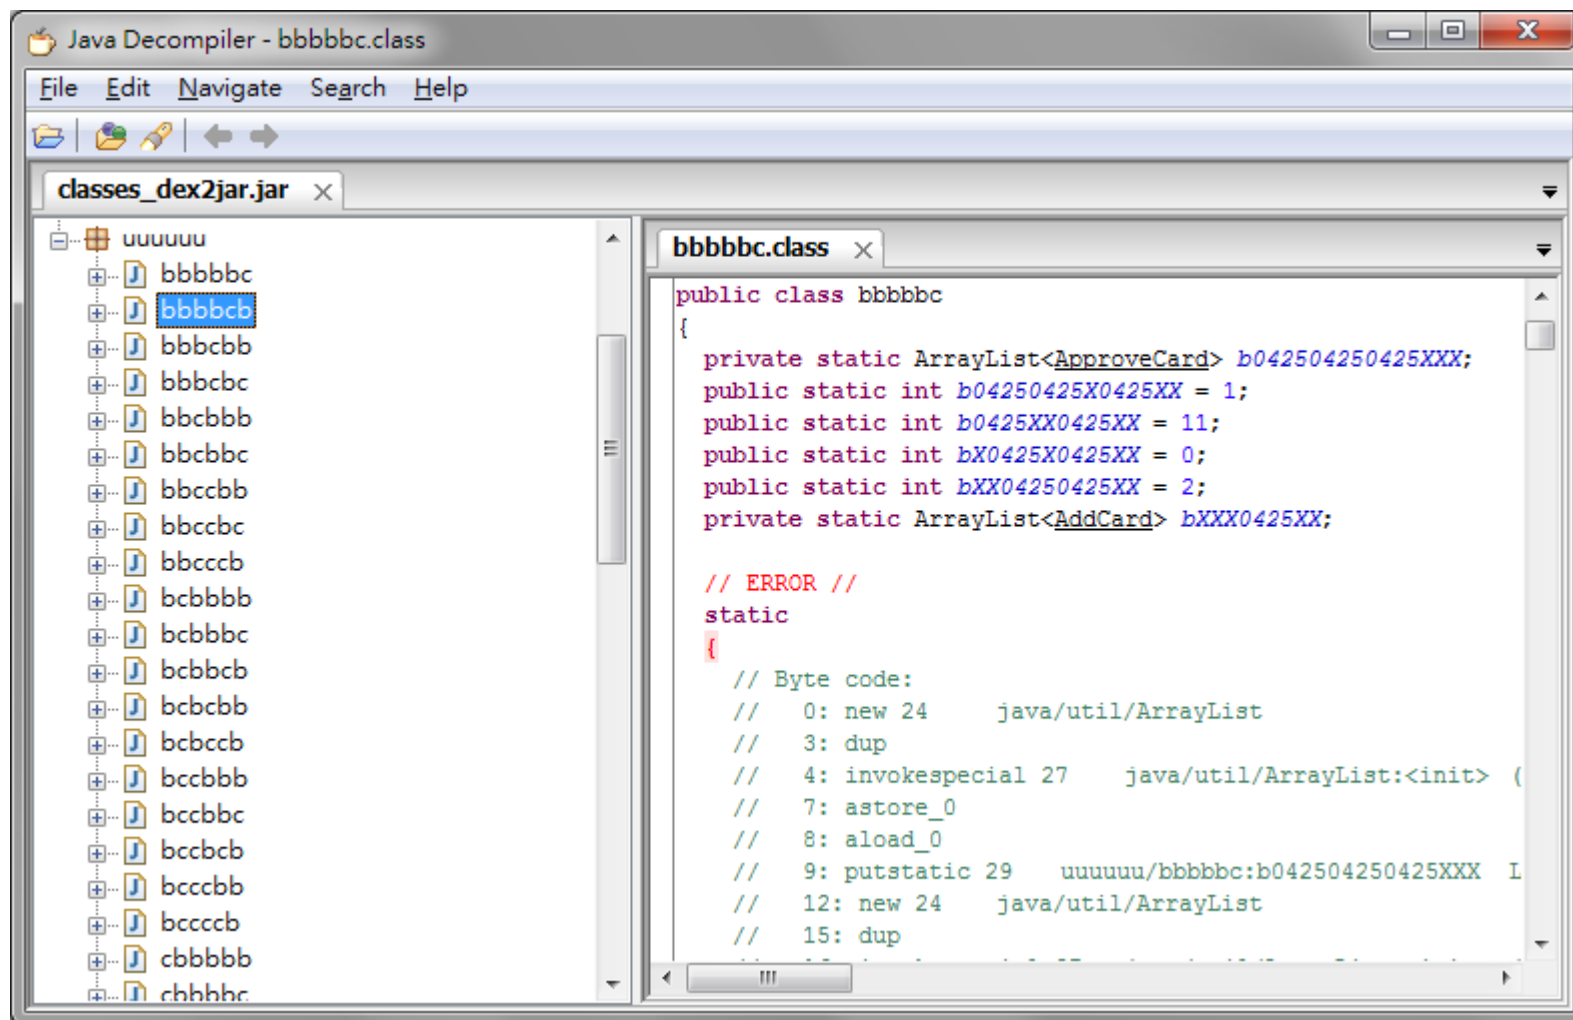 Java Decompiler - bbbbbc.class
File Edit Navigate Search Help
classes_dex2jar.jar
uuuuuu
bbbbbc
bbbbcb
bbbcbb
bbbcbc
bbcbbb
bbcbbc
bbccbb
bbccbc
bbcccb
bcbbbb
bcbbbc
bcbbcb
bcbcbb
bcbccb
bccbbb
bccbbc
bccbcb
bcccbb
bccccb
cbbbbb
cbbbbc
bbbbbc.class
public class bbbbbc
{
private static ArrayList<ApproveCard> b042504250425XXX;
public static int b04250425X0425XX = 1;
public static int b0425XX0425XX = 11;
public static int bX0425X0425XX = 0;
public static int bXX04250425XX = 2;
private static ArrayList<AddCard> bXXX0425XX;
// ERROR //
static
{
// Byte code:
// 0: new 24 java/util/ArrayList
// 3: dup
// 4: invokespecial 27 java/util/ArrayList:<init> (
// 7: astore_0
// 8: aload_0
// 9: putstatic 29 uuuuuu/bbbbbc:b042504250425XXX L
// 12: new 24 java/util/ArrayList
// 15: dup